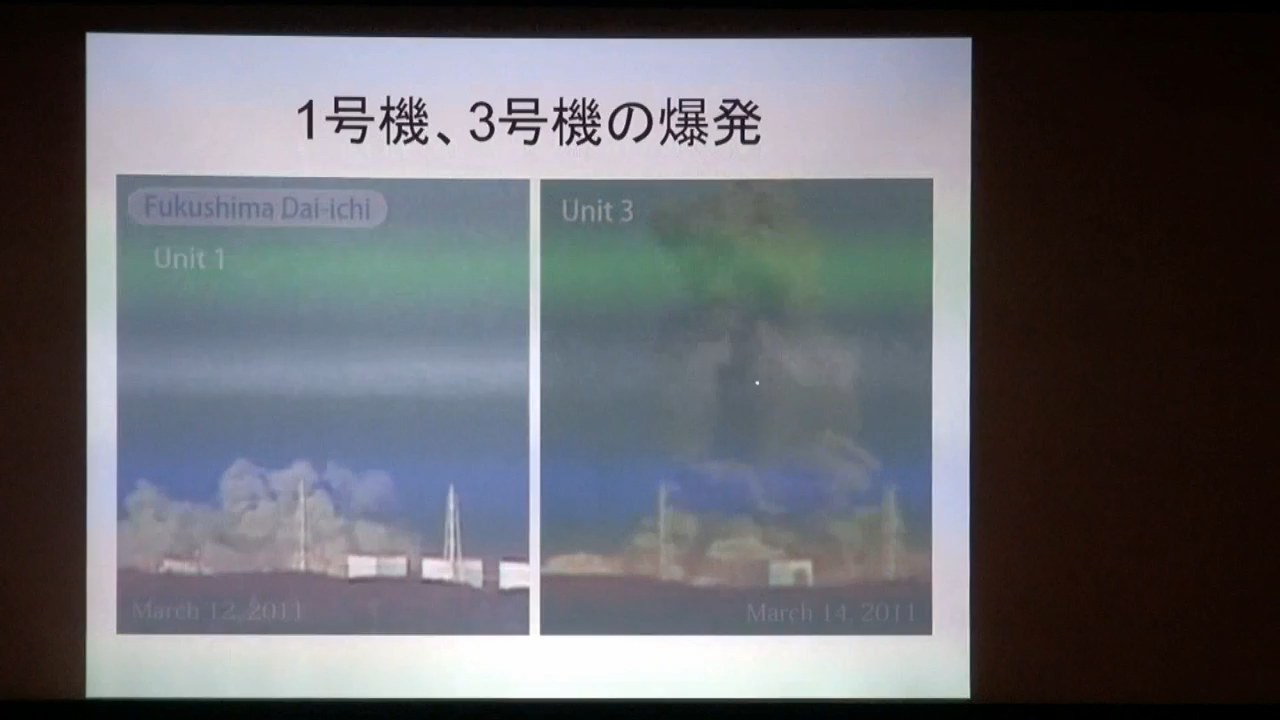 1号機、3号機の爆発
Fukushima Dai-ichi
Unit 1
March 12, 2011
Unit 3
March 14, 2011